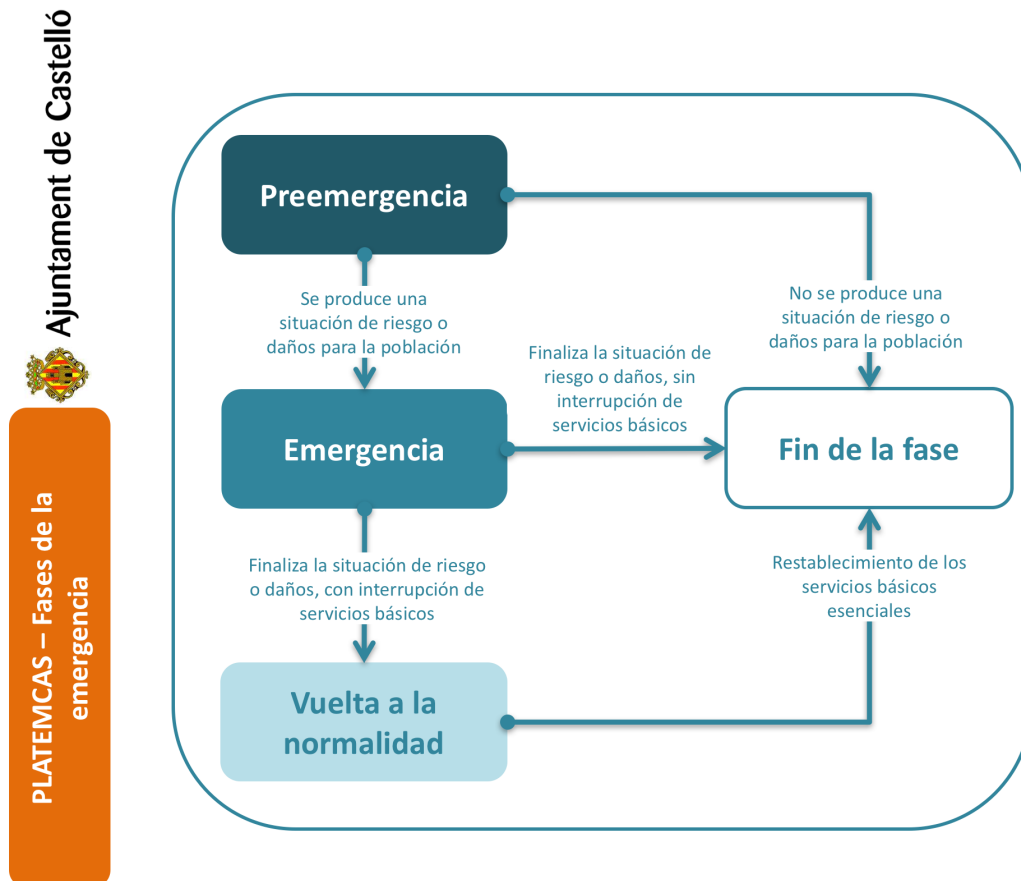 Ajuntament de Castelló
PLATEMCAS – Fases de la
emergencia
Preemergencia
Se produce una
situación de riesgo o
daños para la población
No se produce una
situación de riesgo o
daños para la población
Finaliza la situación de
riesgo o daños, sin
interrupción de
servicios básicos
Emergencia
Fin de la fase
Finaliza la situación de riesgo
o daños, con interrupción de
servicios básicos
Restablecimiento de los
servicios básicos
esenciales
Vuelta a la
normalidad